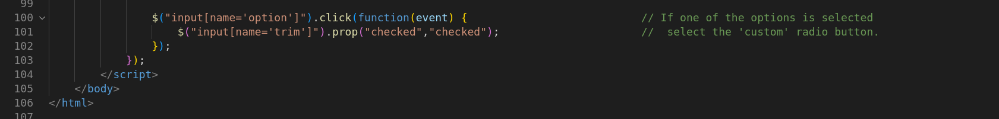 99
100 $("input[name='option']").click(function(event) { // If one of the options is selected
101 $("input[name='trim']").prop("checked","checked"); //  select the 'custom' radio button.
102 });
103 });
104 </script>
105 </body>
106 </html>
107